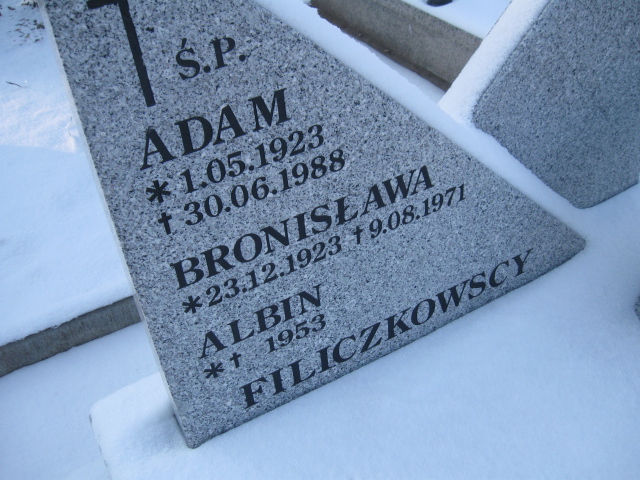 Ś.P.
ADAM
* 1.05.1923
† 30.06.1988
BRONISŁAWA
*23.12.1923 † 9.08.1971
ALBIN
*† 1953
FILICZKOWSCY